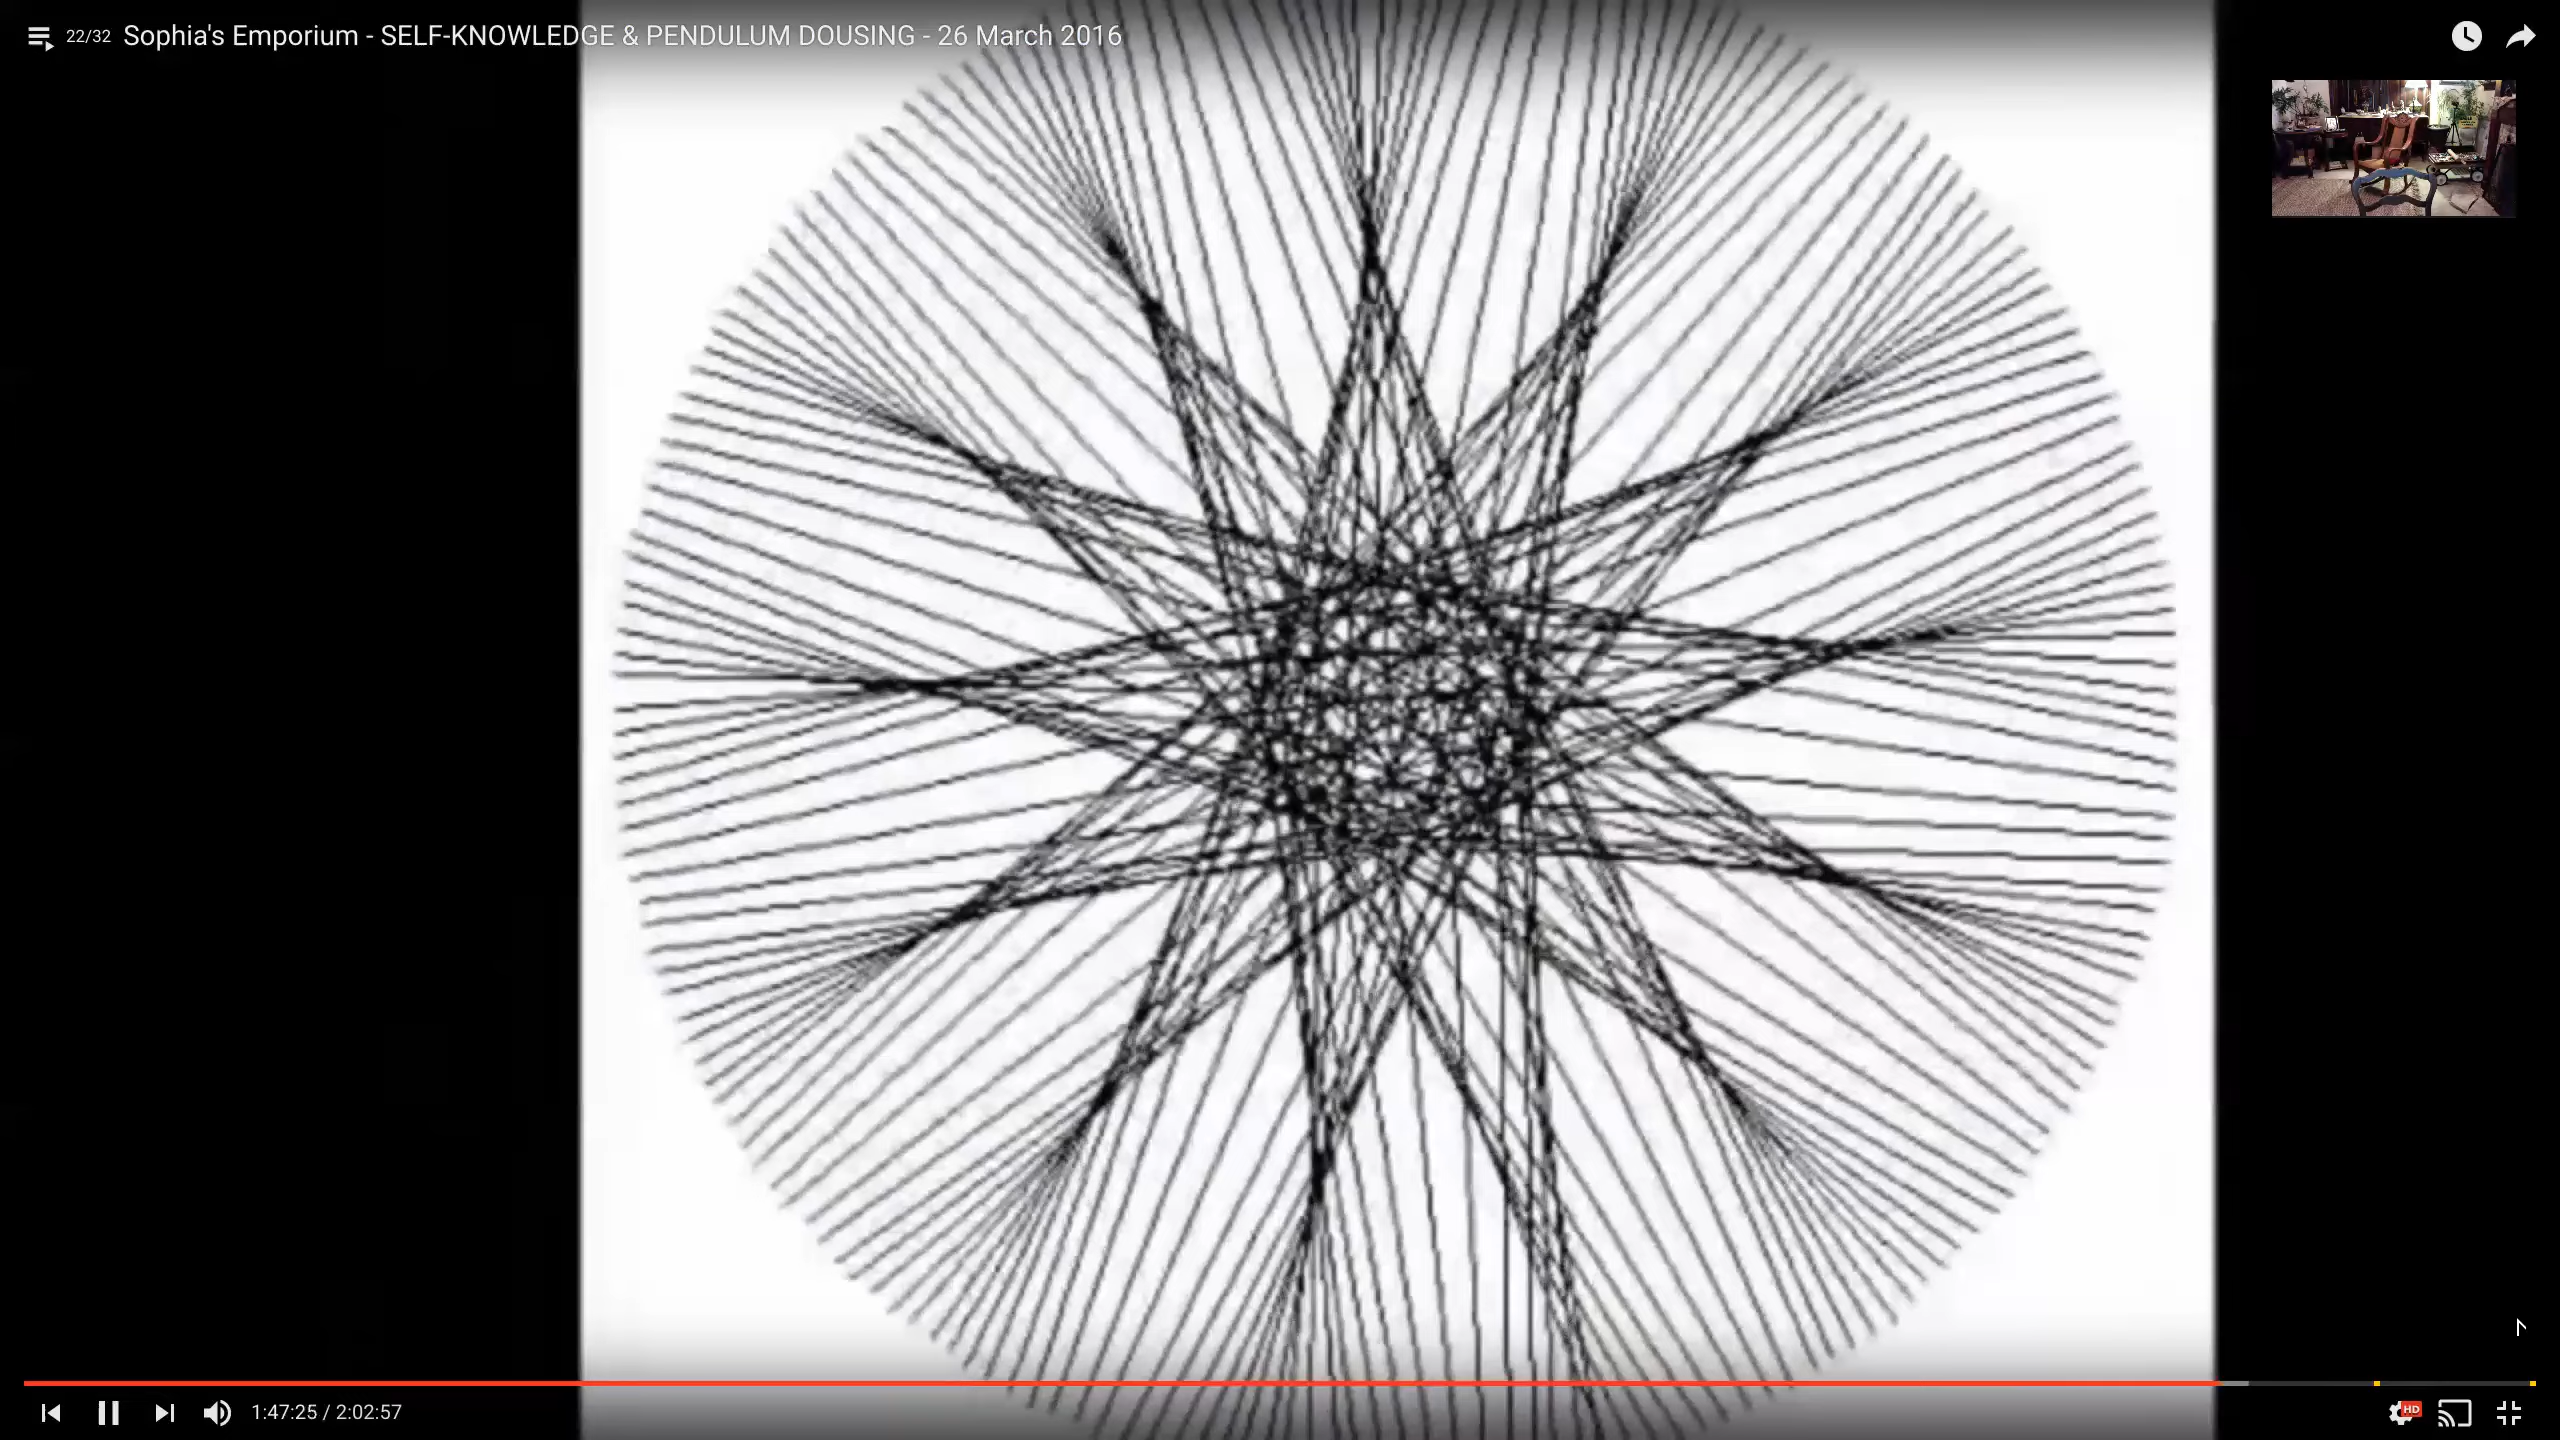 22/32 Sophia's Emporium - SELF-KNOWLEDGE & PENDULUM DOUSING - 26 March 2016
1:47:25 / 2:02:57
HD